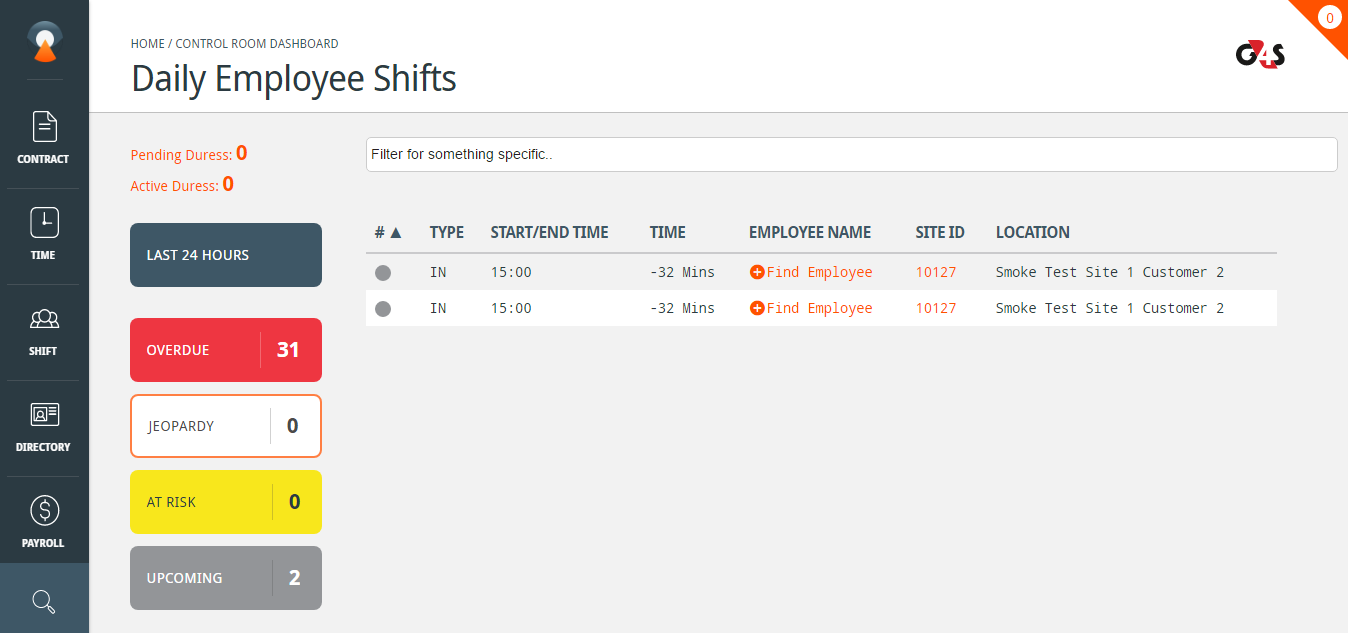 HOME / CONTROL ROOM DASHBOARD
Daily Employee Shifts
G4S
0
CONTRACT
TIME
SHIFT
DIRECTORY
PAYROLL
Pending Duress: 0
Active Duress: 0
LAST 24 HOURS
OVERDUE 31
JEOPARDY 0
AT RISK 0
UPCOMING 2
Filter for something specific..
# ▲ TYPE START/END TIME TIME EMPLOYEE NAME SITE ID LOCATION
IN 15:00 -32 Mins Find Employee 10127 Smoke Test Site 1 Customer 2
IN 15:00 -32 Mins Find Employee 10127 Smoke Test Site 1 Customer 2